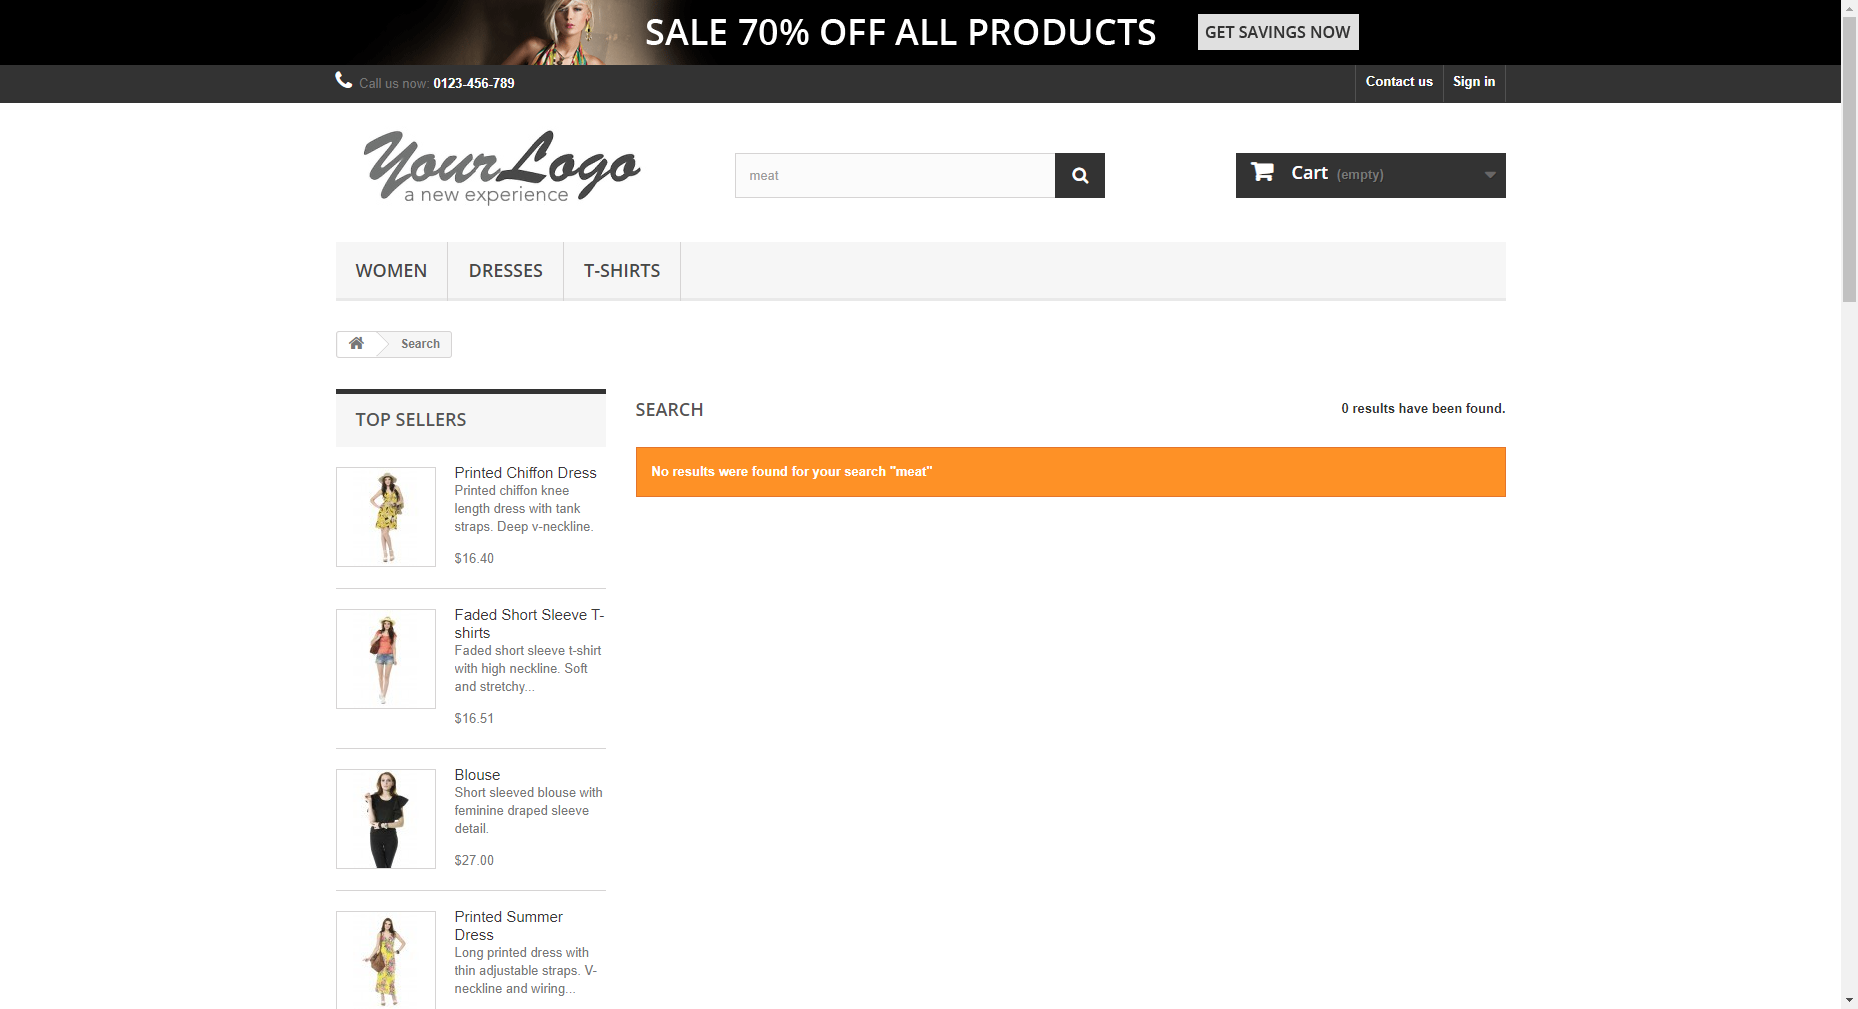 SALE 70% OFF ALL PRODUCTS
GET SAVINGS NOW
Call us now: 0123-456-789
Contact us
Sign in
YourLogo
a new experience
meat
Cart (empty)
WOMEN
DRESSES
T-SHIRTS
Search
TOP SELLERS
Printed Chiffon Dress
Printed chiffon knee
length dress with tank
straps. Deep v-neckline.
$16.40
Faded Short Sleeve T-
shirts
Faded short sleeve t-shirt
with high neckline. Soft
and stretchy...
$16.51
Blouse
Short sleeved blouse with
feminine draped sleeve
detail.
$27.00
Printed Summer
Dress
Long printed dress with
thin adjustable straps. V-
neckline and wiring...
SEARCH
0 results have been found.
No results were found for your search "meat"